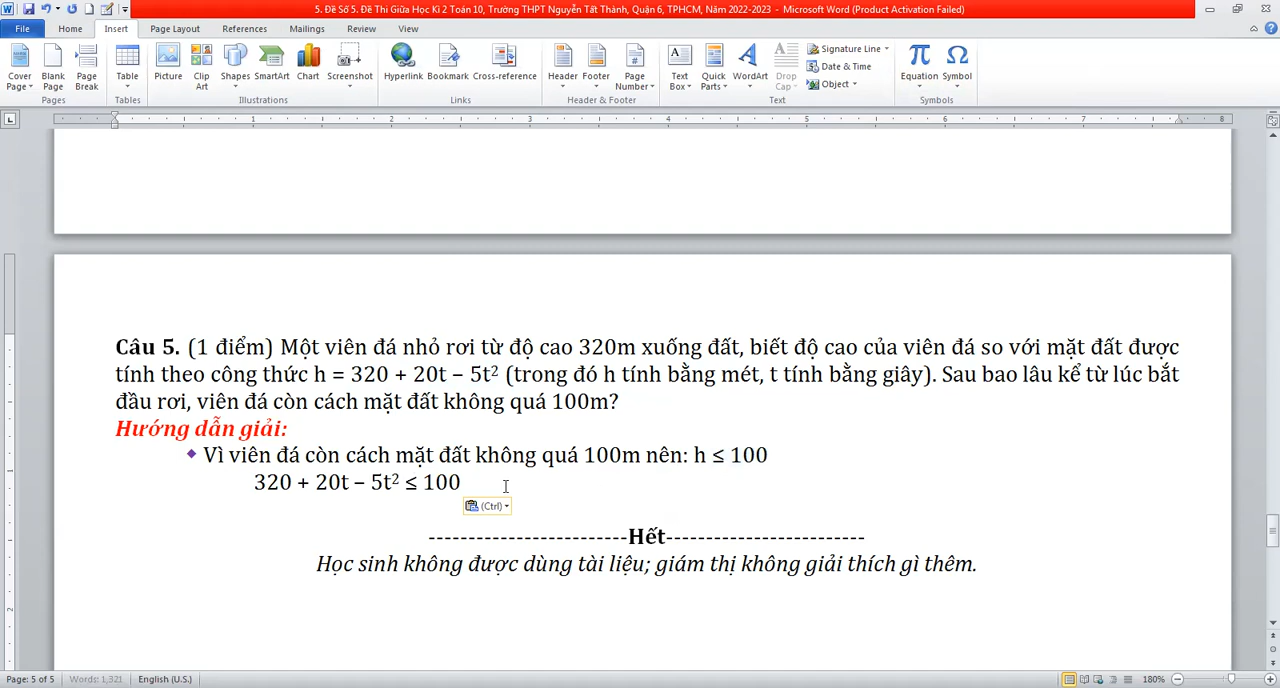 5. Đề Số 5. Đề Thi Giữa Học Kì 2 Toán 10, Trường THPT Nguyễn Tất Thành, Quận 6, TPHCM, Năm 2022-2023 - Microsoft Word (Product Activation Failed)
File Home Insert Page Layout References Mailings Review View
Cover Page Blank Page Page Break Table Picture Clip Art Shapes SmartArt Chart Screenshot Hyperlink Bookmark Cross-reference Header Footer Page Number Text Box Quick Parts WordArt Drop Cap Signature Line Date & Time Object Equation Symbol
Pages Tables Illustrations Links Header & Footer Text Symbols
1 2 3 4 5 6 7 8
Câu 5. (1 điểm) Một viên đá nhỏ rơi từ độ cao 320m xuống đất, biết độ cao của viên đá so với mặt đất được
tính theo công thức h = 320 + 20t − 5t² (trong đó h tính bằng mét, t tính bằng giây). Sau bao lâu kể từ lúc bắt
đầu rơi, viên đá còn cách mặt đất không quá 100m?
Hướng dẫn giải:
Vì viên đá còn cách mặt đất không quá 100m nên: h ≤ 100
320 + 20t − 5t² ≤ 100
(Ctrl)
-------------------------Hết-------------------------
Học sinh không được dùng tài liệu; giám thị không giải thích gì thêm.
Page: 5 of 5 Words: 1,321 English (U.S.) 180%